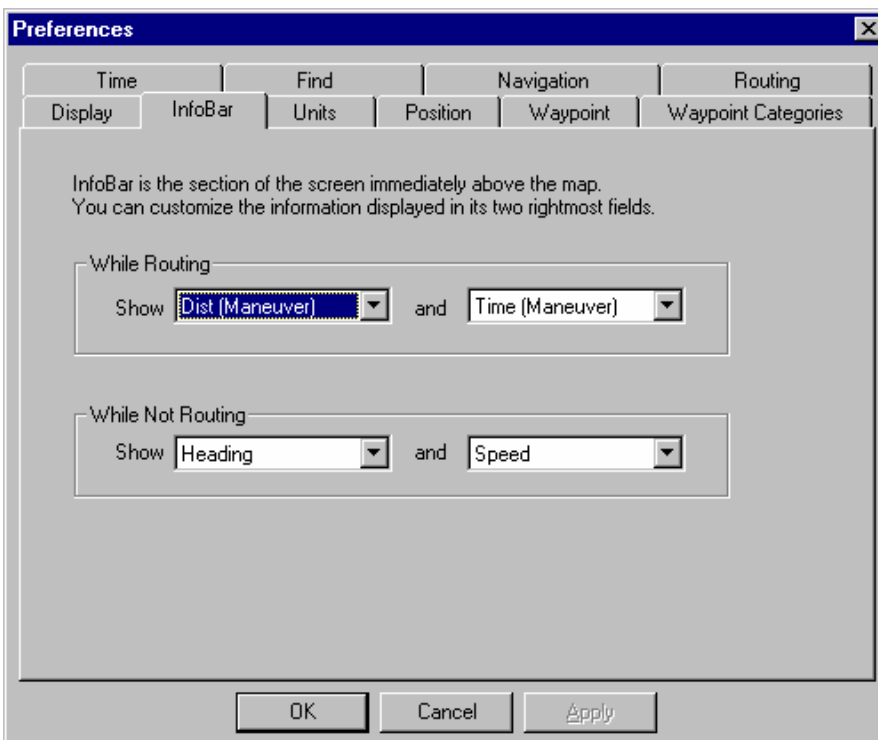 Preferences
Time Find Navigation Routing
Display InfoBar Units Position Waypoint Waypoint Categories
InfoBar is the section of the screen immediately above the map.
You can customize the information displayed in its two rightmost fields.
While Routing
Show Dist (Maneuver) and Time (Maneuver)
While Not Routing
Show Heading and Speed
OK Cancel Apply